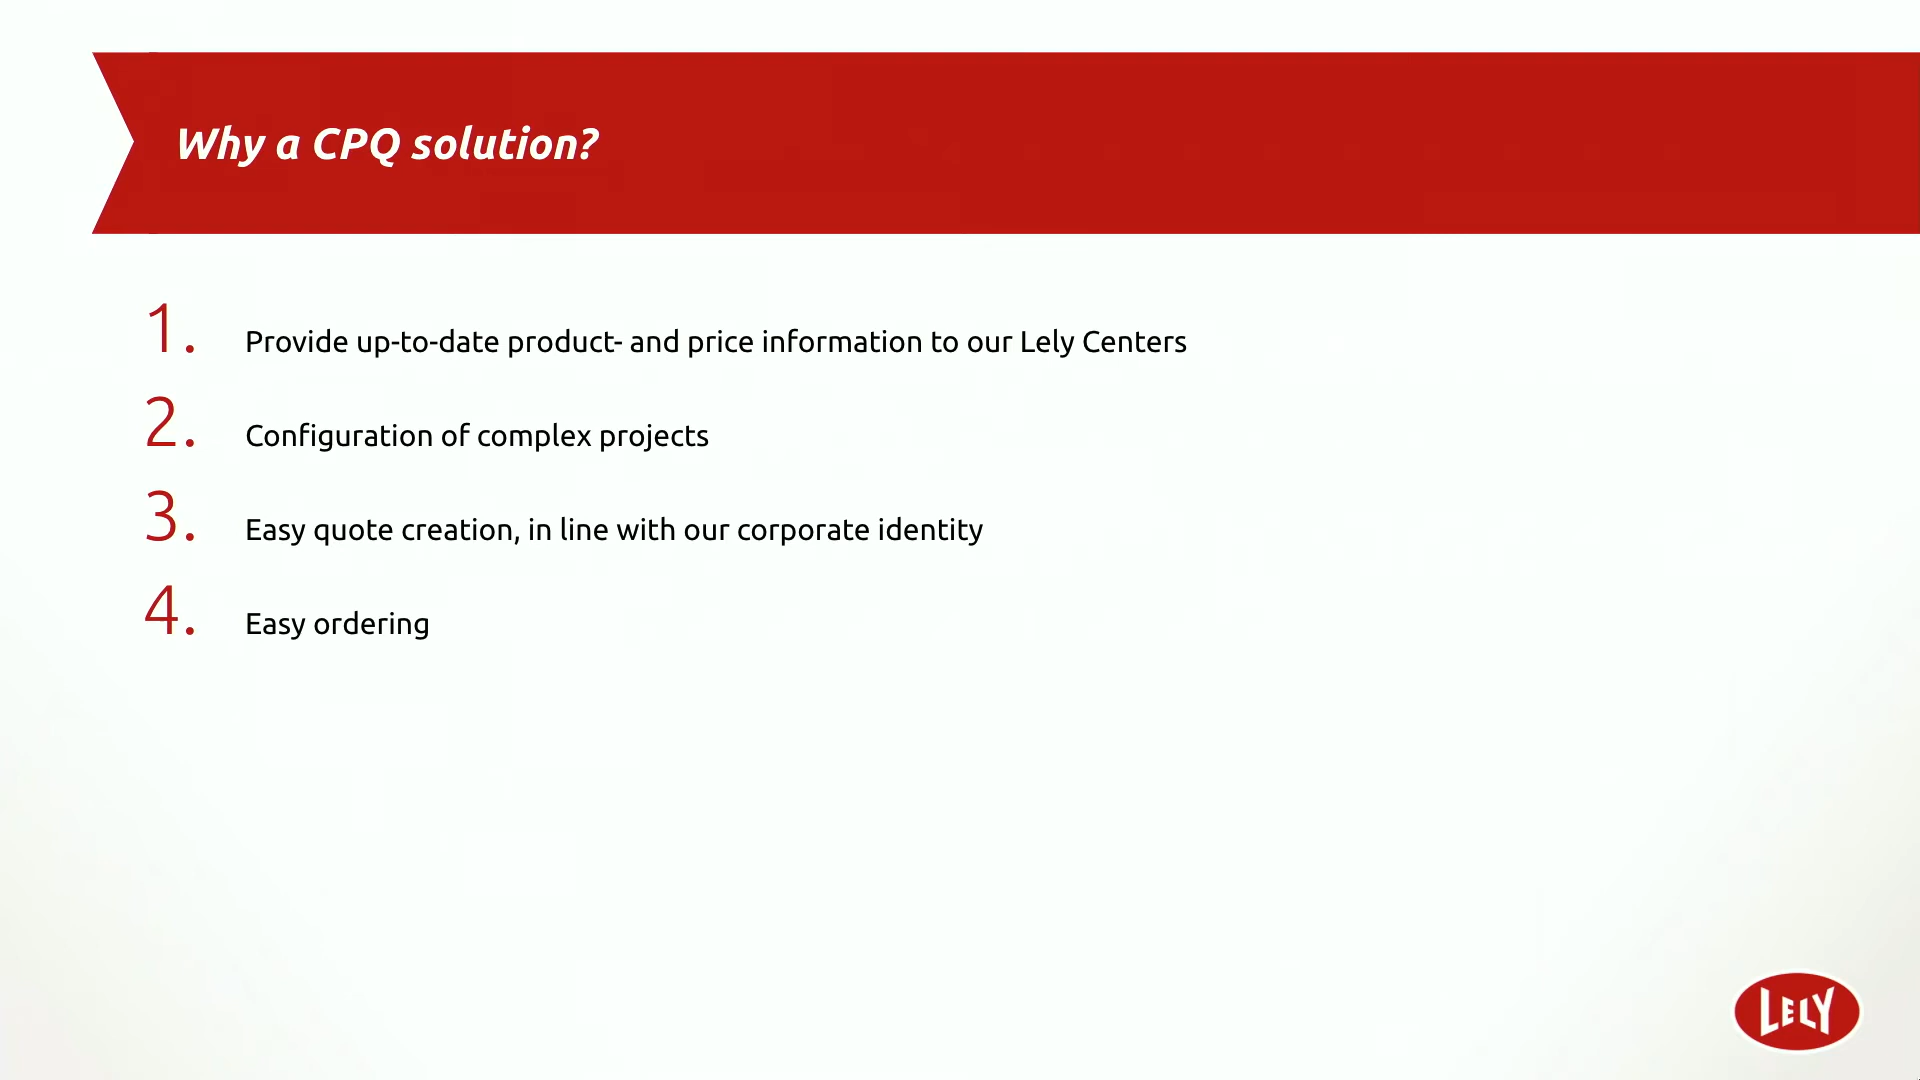 Why a CPQ solution?
1. Provide up-to-date product- and price information to our Lely Centers
2. Configuration of complex projects
3. Easy quote creation, in line with our corporate identity
4. Easy ordering
LELY